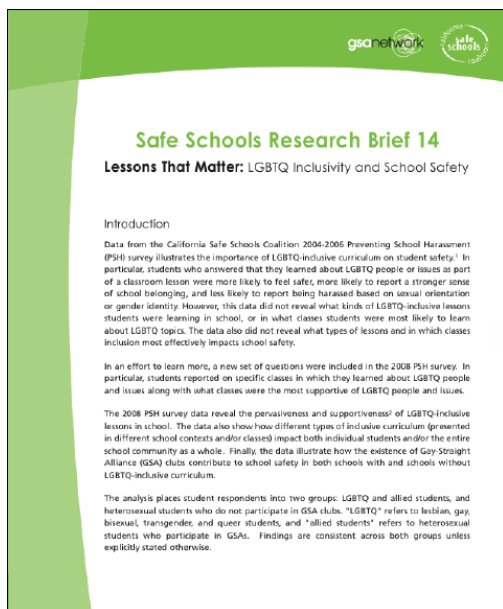 gsanetwork
california
safe
schools
coalition
Safe Schools Research Brief 14
Lessons That Matter: LGBTQ Inclusivity and School Safety
Introduction
Data from the California Safe Schools Coalition 2004-2006 Preventing School Harassment
(PSH) survey illustrates the importance of LGBTQ-inclusive curriculum on student safety.¹ In
particular, students who answered that they learned about LGBTQ people or issues as part
of a classroom lesson were more likely to feel safer, more likely to report a stronger sense
of school belonging, and less likely to report being harassed based on sexual orientation
or gender identity. However, this data did not reveal what kinds of LGBTQ-inclusive lessons
students were learning in school, or in what classes students were most likely to learn
about LGBTQ topics. The data also did not reveal what types of lessons and in which classes
inclusion most effectively impacts school safety.
In an effort to learn more, a new set of questions were included in the 2008 PSH survey. In
particular, students reported on specific classes in which they learned about LGBTQ people
and issues along with what classes were the most supportive of LGBTQ people and issues.
The 2008 PSH survey data reveal the pervasiveness and supportiveness² of LGBTQ-inclusive
lessons in school. The data also show how different types of inclusive curriculum (presented
in different school contexts and/or classes) impact both individual students and/or the entire
school community as a whole. Finally, the data illustrate how the existence of Gay-Straight
Alliance (GSA) clubs contribute to school safety in both schools with and schools without
LGBTQ-inclusive curriculum.
The analysis places student respondents into two groups: LGBTQ and allied students, and
heterosexual students who do not participate in GSA clubs. "LGBTQ" refers to lesbian, gay,
bisexual, transgender, and queer students, and "allied students" refers to heterosexual
students who participate in GSAs. Findings are consistent across both groups unless
explicitly stated otherwise.